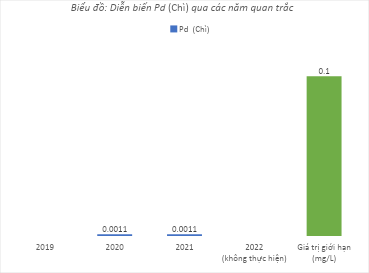 Biểu đồ: Diễn biến Pd (Chì) qua các năm quan trắc
Pd (Chì)
0.1
0.0011 0.0011
2019 2020 2021 2022 Giá trị giới hạn
(không thực hiện) (mg/L)